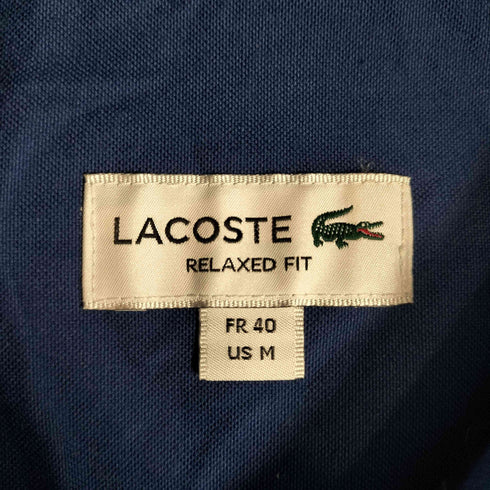 LACOSTE
RELAXED FIT
FR 40
US M